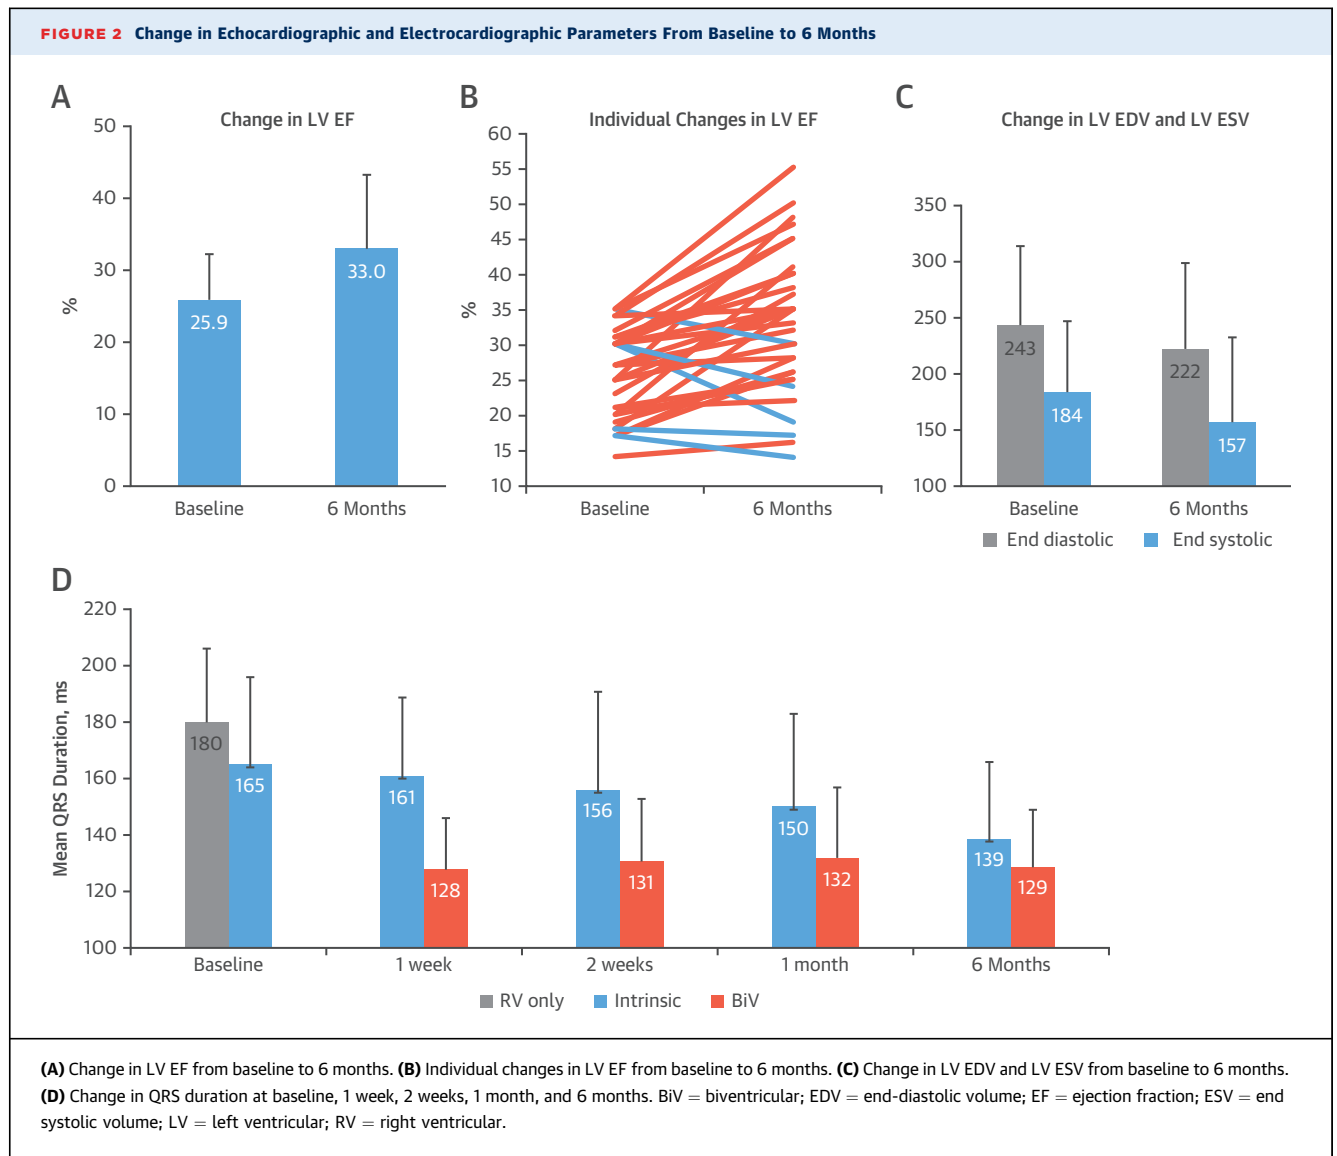 FIGURE 2 Change in Echocardiographic and Electrocardiographic Parameters From Baseline to 6 Months
A
Change in LV EF
50
40
30
20
10
0
%
25.9
33.0
Baseline
6 Months
B
Individual Changes in LV EF
60
55
50
45
40
35
30
25
20
15
10
%
Baseline
6 Months
C
Change in LV EDV and LV ESV
350
300
250
200
150
100
243
184
222
157
Baseline
6 Months
End diastolic
End systolic
D
Mean QRS Duration, ms
220
200
180
160
140
120
100
180
165
161
128
156
131
150
132
139
129
Baseline
1 week
2 weeks
1 month
6 Months
RV only
Intrinsic
BiV
(A) Change in LV EF from baseline to 6 months. (B) Individual changes in LV EF from baseline to 6 months. (C) Change in LV EDV and LV ESV from baseline to 6 months.
(D) Change in QRS duration at baseline, 1 week, 2 weeks, 1 month, and 6 months. BiV = biventricular; EDV = end-diastolic volume; EF = ejection fraction; ESV = end
systolic volume; LV = left ventricular; RV = right ventricular.